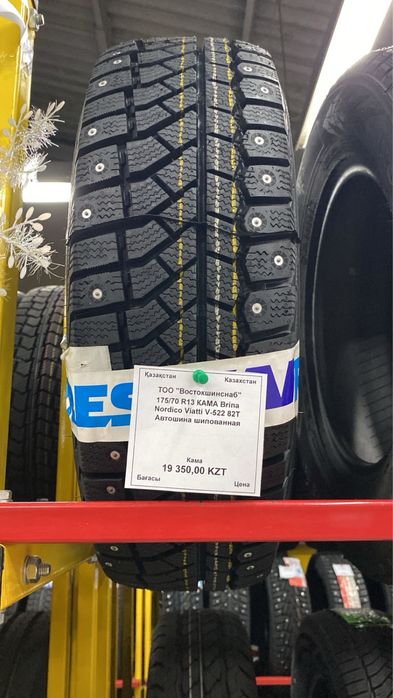 Қазақстан Казахстан
ТОО "Востокшинснаб"
175/70 R13 КАМА Brina
Nordico Viatti V-522 82T
Автошина шипованная
Кама
19 350,00 KZT
Бағасы Цена